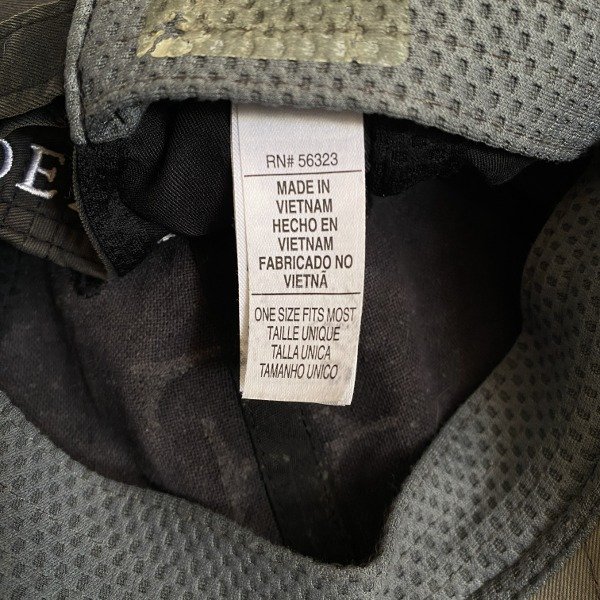 RN# 56323
MADE IN
VIETNAM
HECHO EN
VIETNAM
FABRICADO NO
VIETNÃ
ONE SIZE FITS MOST
TAILLE UNIQUE
TALLA UNICA
TAMANHO UNICO